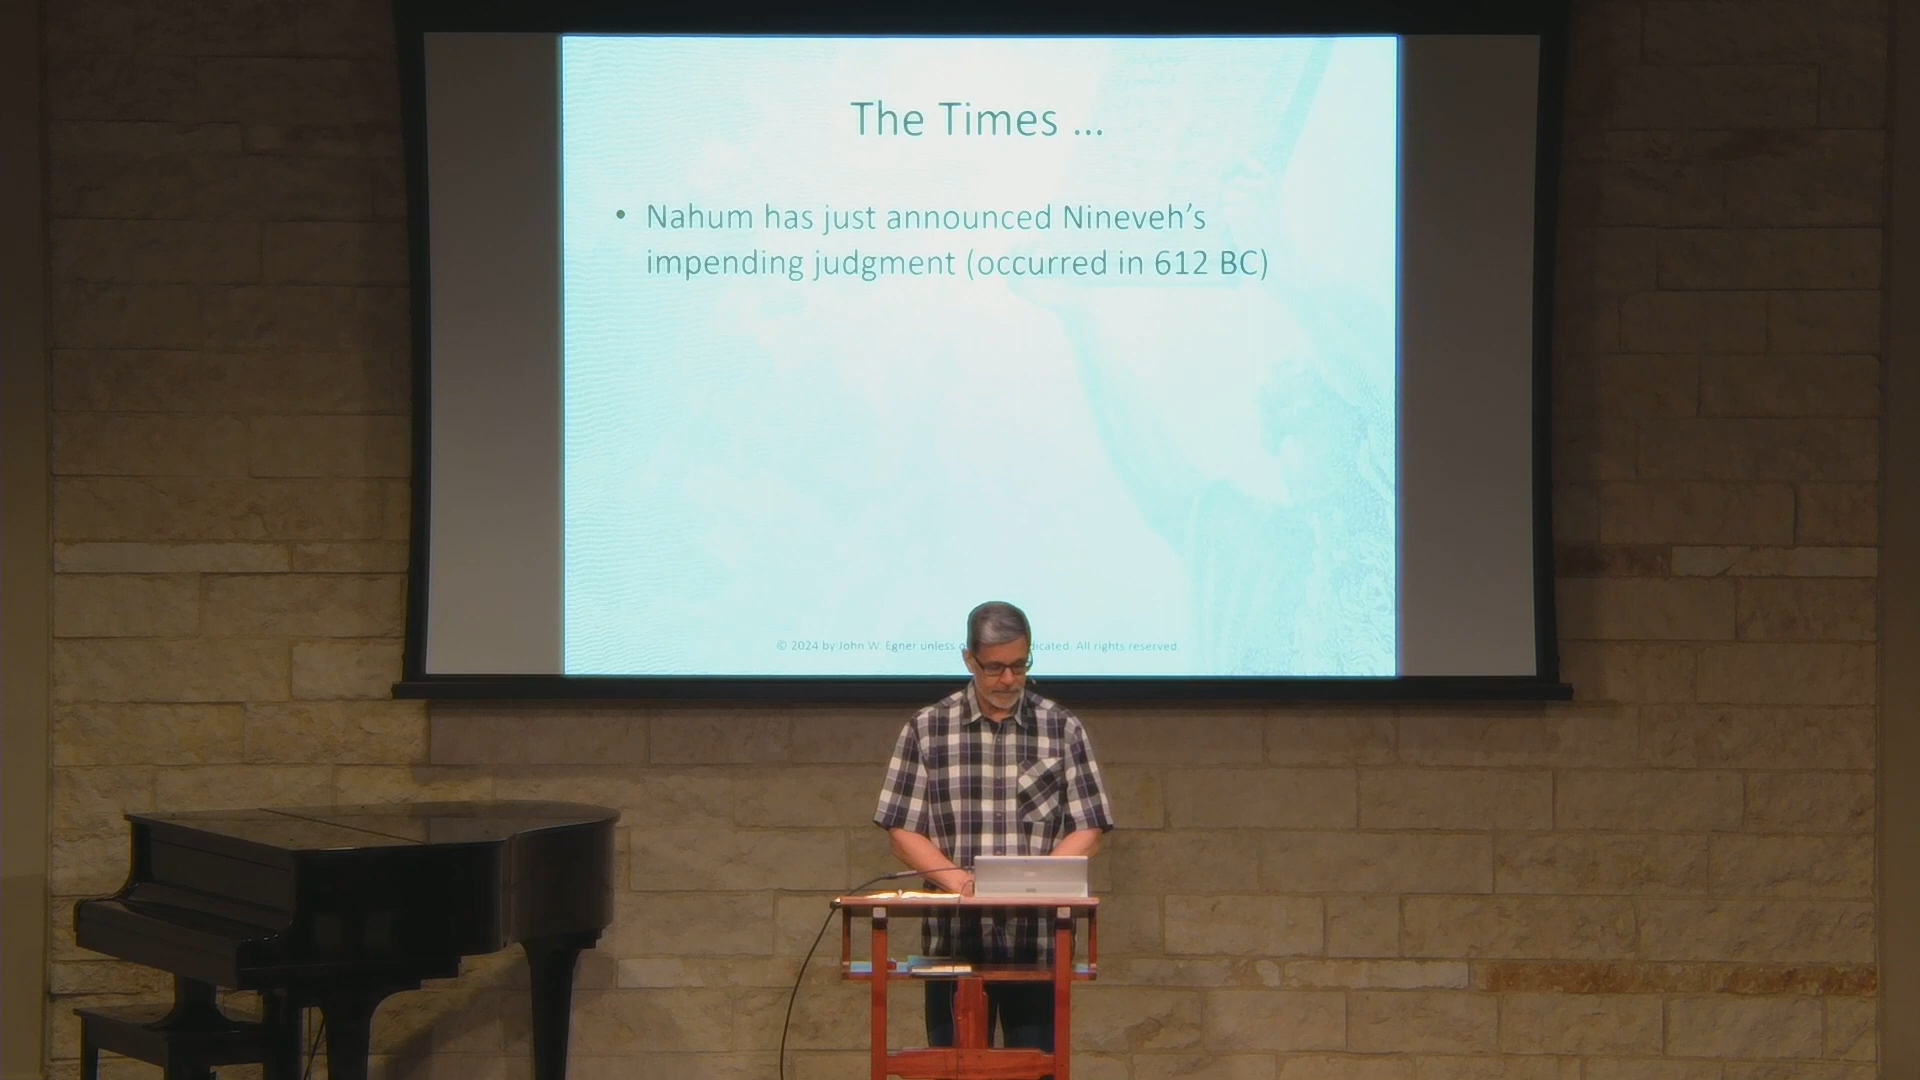 The Times ...
• Nahum has just announced Nineveh’s
impending judgment (occurred in 612 BC)
© 2024 by John W. Egner unless dicated. All rights reserved.